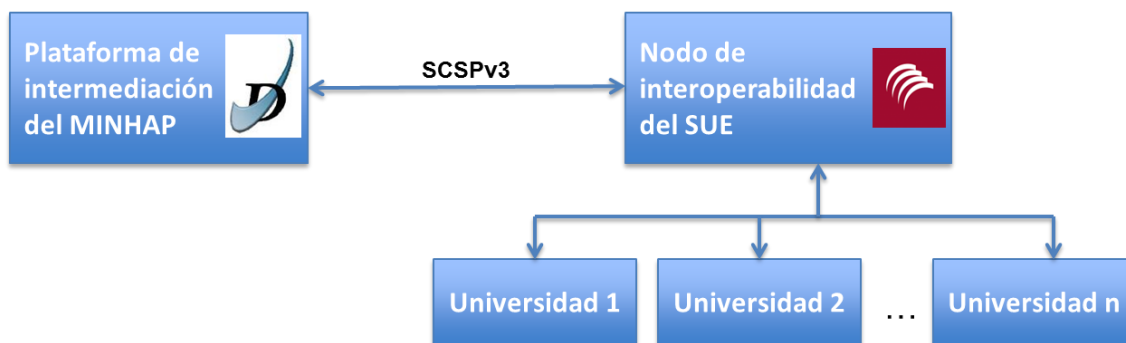 Plataforma de
intermediación
del MINHAP
D
SCSPv3
Nodo de
interoperabilidad
del SUE
Universidad 1
Universidad 2
...
Universidad n